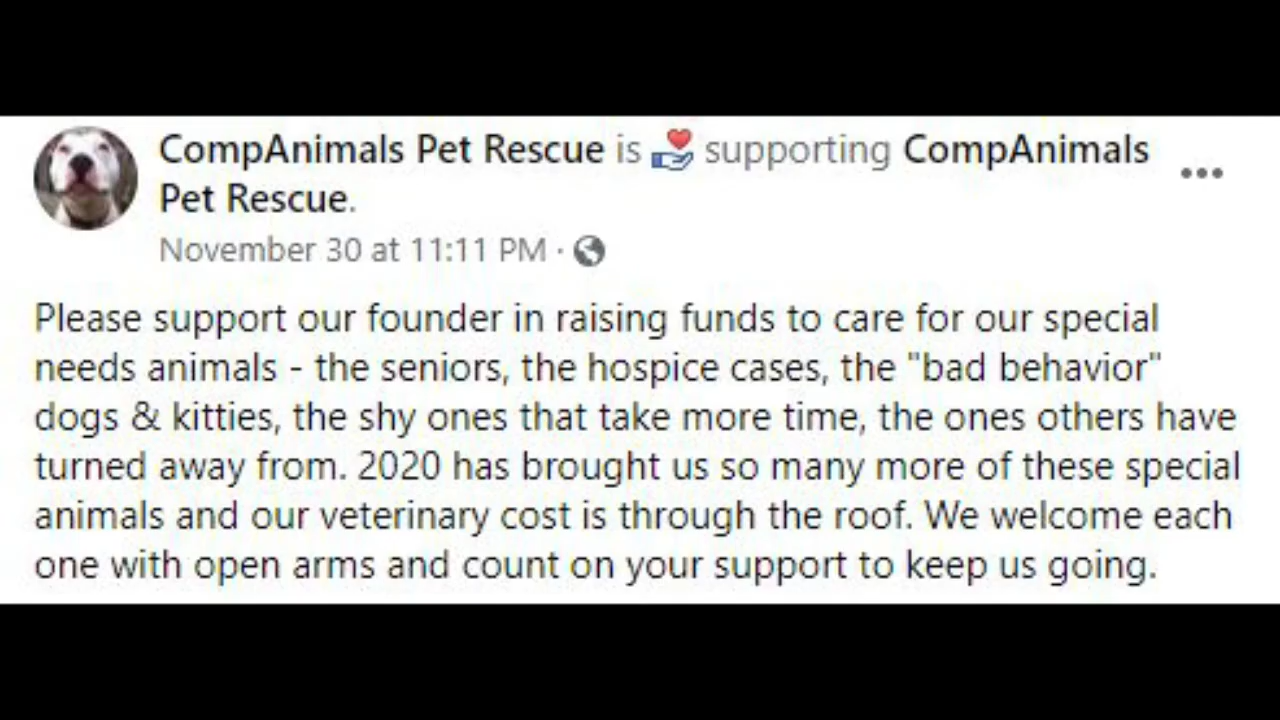 CompAnimals Pet Rescue is supporting CompAnimals
Pet Rescue.
November 30 at 11:11 PM ·
Please support our founder in raising funds to care for our special
needs animals - the seniors, the hospice cases, the "bad behavior"
dogs & kitties, the shy ones that take more time, the ones others have
turned away from. 2020 has brought us so many more of these special
animals and our veterinary cost is through the roof. We welcome each
one with open arms and count on your support to keep us going.